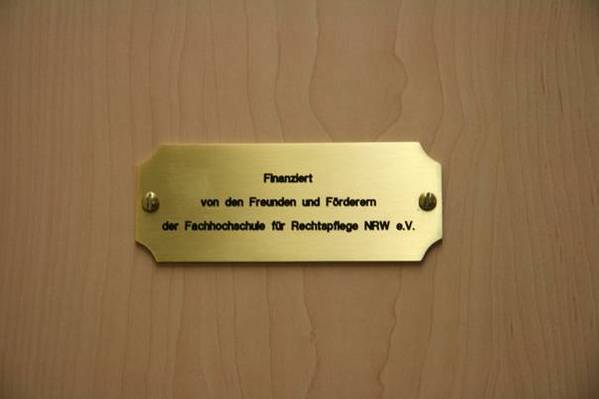 Finanziert
von den Freunden und Förderern
der Fachhochschule für Rechtspflege NRW e.V.